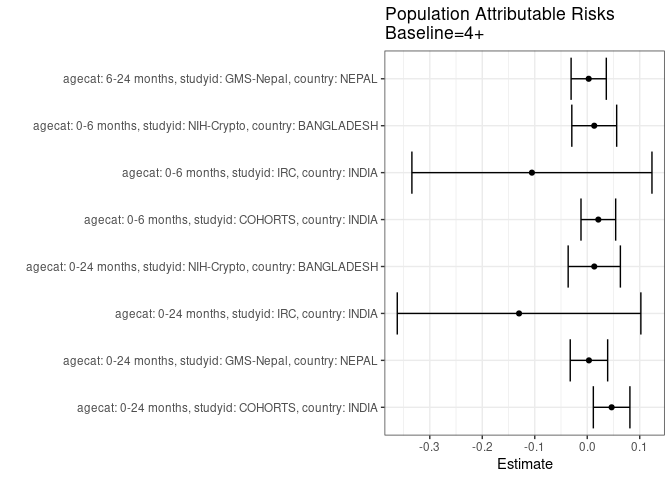 Population Attributable Risks
Baseline=4+
agecat: 6-24 months, studyid: GMS-Nepal, country: NEPAL
agecat: 0-6 months, studyid: NIH-Crypto, country: BANGLADESH
agecat: 0-6 months, studyid: IRC, country: INDIA
agecat: 0-6 months, studyid: COHORTS, country: INDIA
agecat: 0-24 months, studyid: NIH-Crypto, country: BANGLADESH
agecat: 0-24 months, studyid: IRC, country: INDIA
agecat: 0-24 months, studyid: GMS-Nepal, country: NEPAL
agecat: 0-24 months, studyid: COHORTS, country: INDIA
-0.3 -0.2 -0.1 0.0 0.1
Estimate